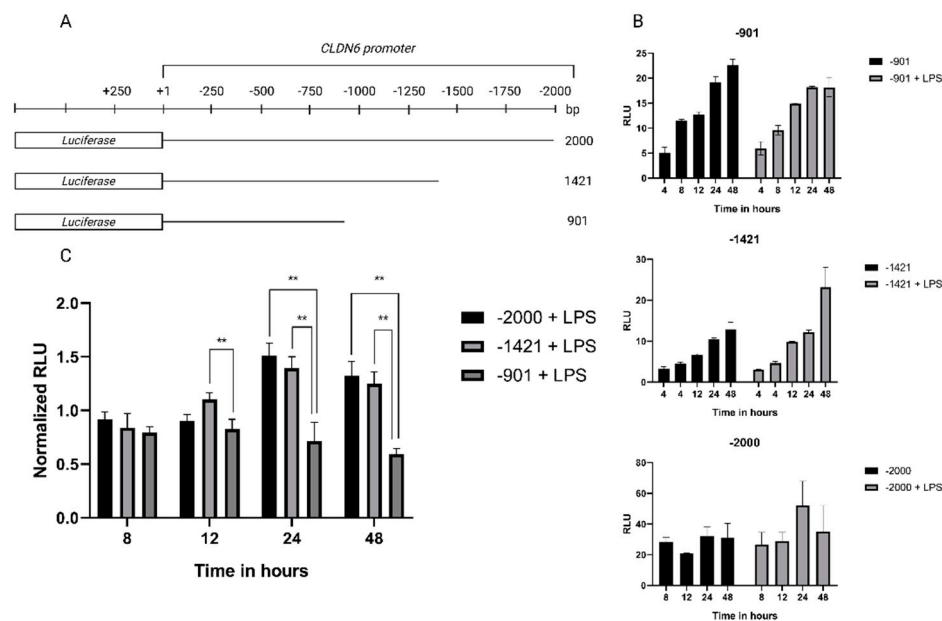 A
CLDN6 promoter
+250 +1 -250 -500 -750 -1000 -1250 -1500 -1750 -2000
bp
Luciferase 2000
Luciferase 1421
Luciferase 901
B
-901
RLU
25
20
15
10
5
0
4 8 12 24 48 4 8 12 24 48
Time in hours
-901
-901 + LPS
-1421
RLU
30
20
10
0
4 4 12 24 48 4 4 12 24 48
Time in hours
-1421
-1421 + LPS
-2000
RLU
80
60
40
20
0
8 12 24 48 8 12 24 48
Time in hours
-2000
-2000 + LPS
C
Normalized RLU
2.0
1.5
1.0
0.5
0.0
** ** ** ** **
8 12 24 48
Time in hours
-2000 + LPS
-1421 + LPS
-901 + LPS